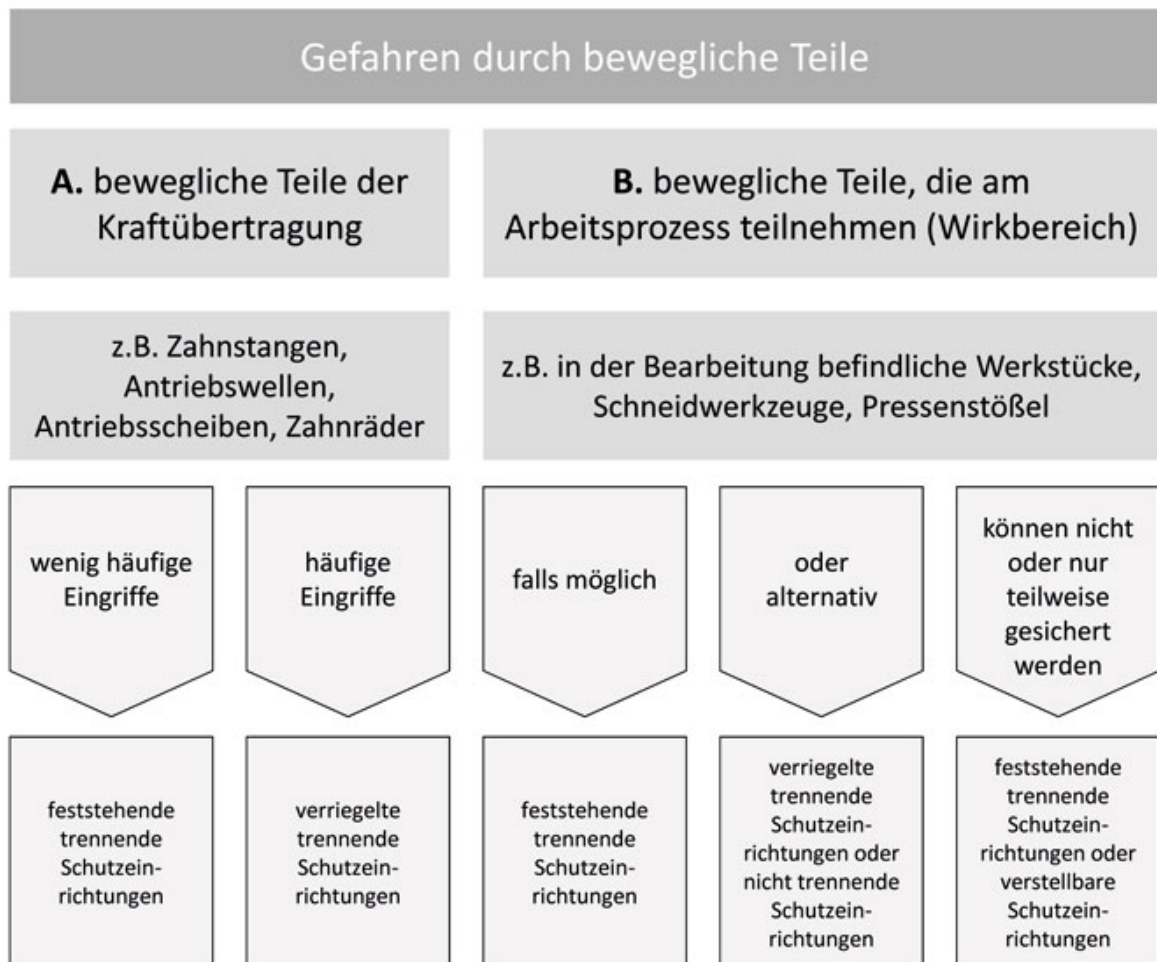 Gefahren durch bewegliche Teile
A. bewegliche Teile der
Kraftübertragung
B. bewegliche Teile, die am
Arbeitsprozess teilnehmen (Wirkbereich)
z.B. Zahnstangen,
Antriebswellen,
Antriebsscheiben, Zahnräder
z.B. in der Bearbeitung befindliche Werkstücke,
Schneidwerkzeuge, Pressenstößel
wenig häufige
Eingriffe
häufige
Eingriffe
falls möglich
oder
alternativ
können nicht
oder nur
teilweise
gesichert
werden
feststehende
trennende
Schutzein-
richtungen
verriegelte
trennende
Schutzein-
richtungen
feststehende
trennende
Schutzein-
richtungen
verriegelte
trennende
Schutzein-
richtungen oder
nicht trennende
Schutzein-
richtungen
feststehende
trennende
Schutzein-
richtungen oder
verstellbare
Schutzein-
richtungen